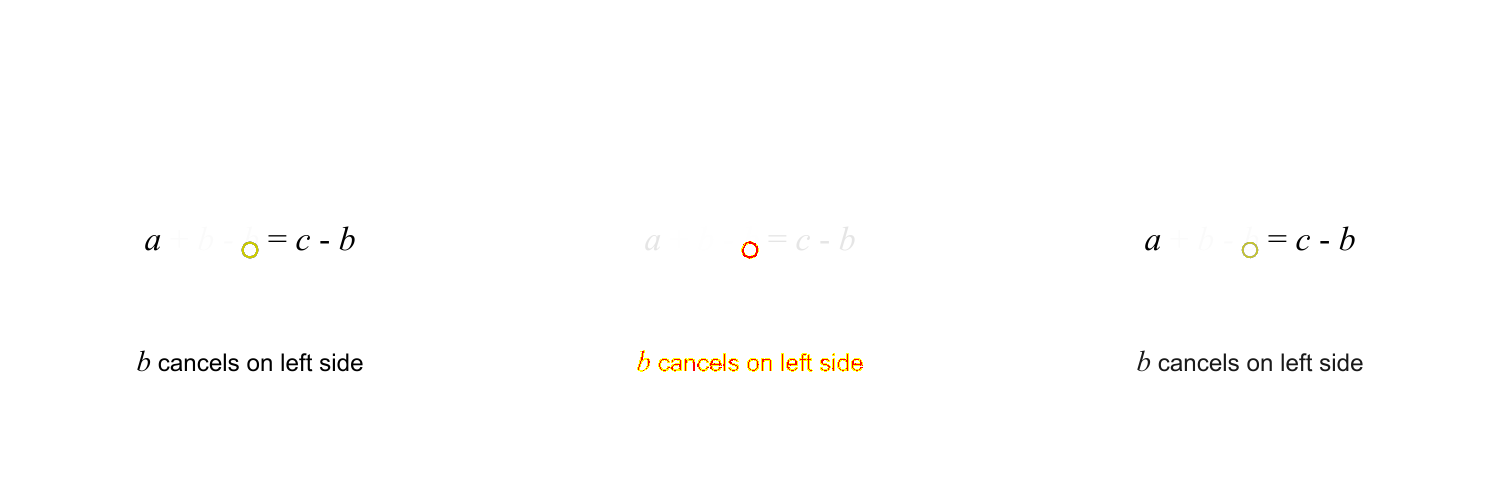 a = c - b
b cancels on left side
a = c - b
b cancels on left side
a = c - b
b cancels on left side